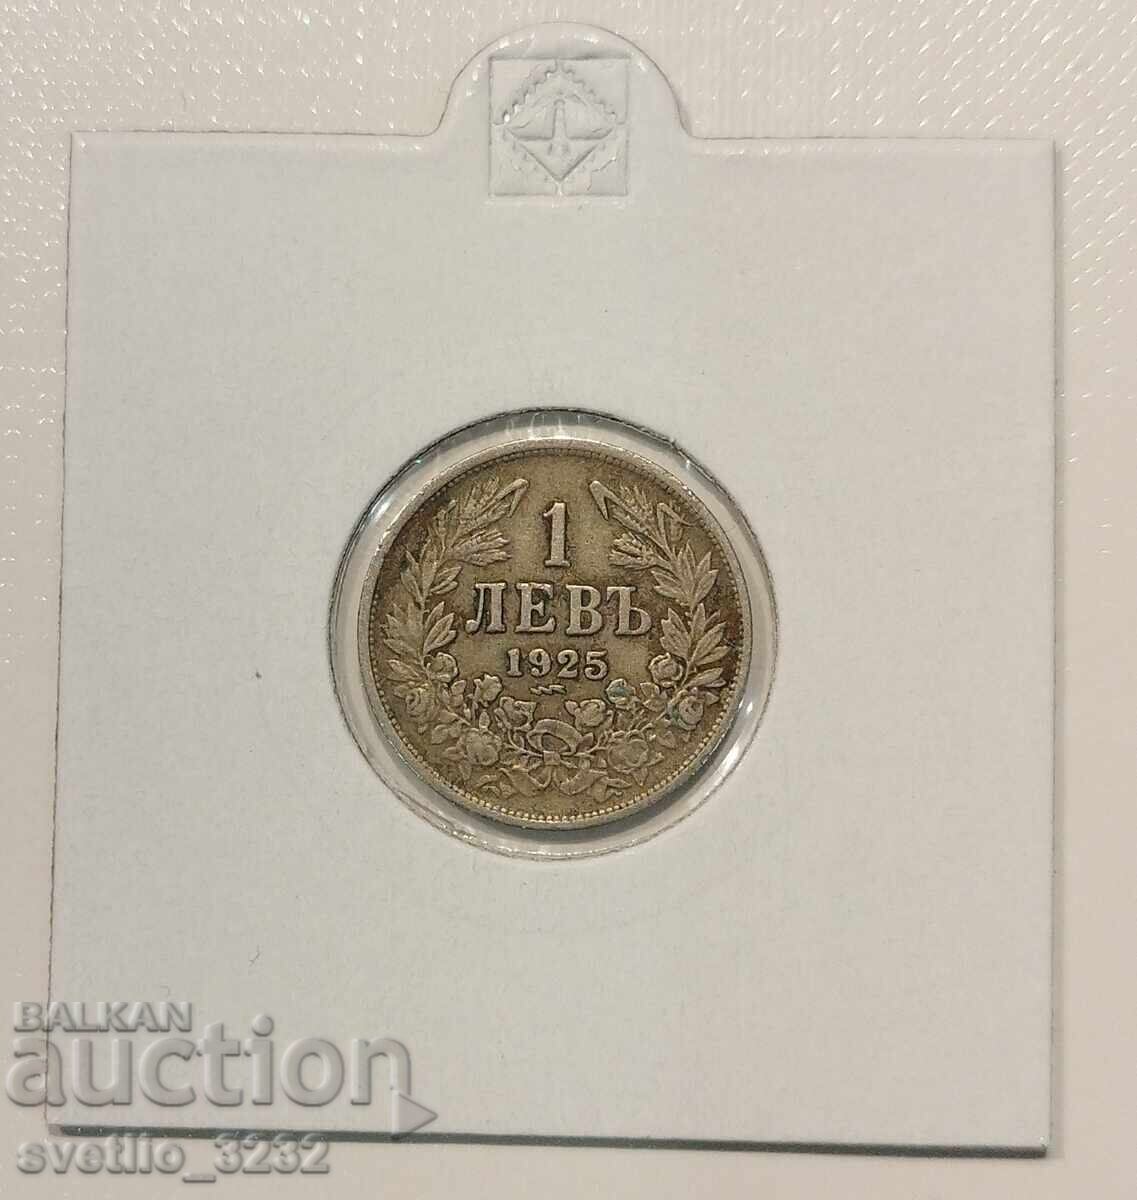 1
ЛЕВЪ
1925
BALKAN
auction
svetlio_3232